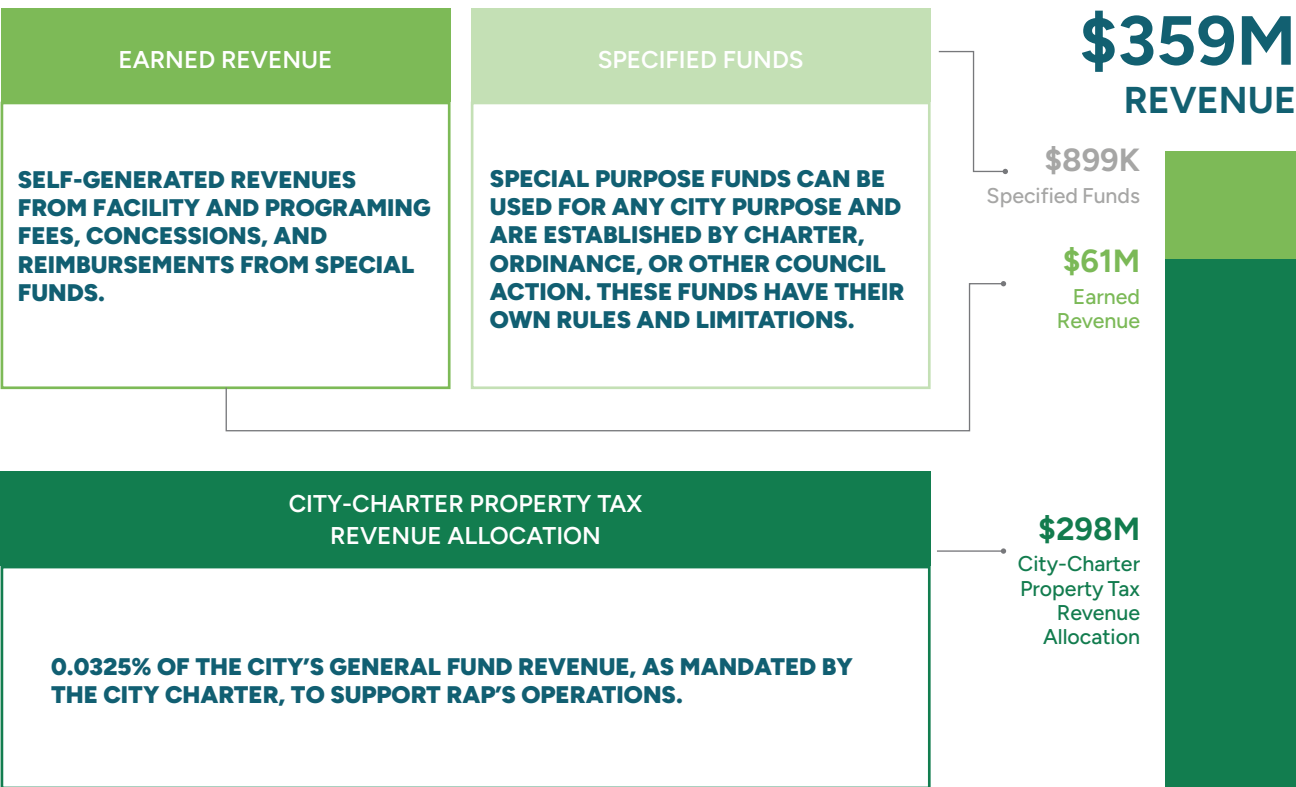 EARNED REVENUE
SELF-GENERATED REVENUES
FROM FACILITY AND PROGRAMING
FEES, CONCESSIONS, AND
REIMBURSEMENTS FROM SPECIAL
FUNDS.
SPECIFIED FUNDS
SPECIAL PURPOSE FUNDS CAN BE
USED FOR ANY CITY PURPOSE AND
ARE ESTABLISHED BY CHARTER,
ORDINANCE, OR OTHER COUNCIL
ACTION. THESE FUNDS HAVE THEIR
OWN RULES AND LIMITATIONS.
CITY-CHARTER PROPERTY TAX
REVENUE ALLOCATION
0.0325% OF THE CITY'S GENERAL FUND REVENUE, AS MANDATED BY
THE CITY CHARTER, TO SUPPORT RAP'S OPERATIONS.
$359M
REVENUE
$899K
Specified Funds
$61M
Earned
Revenue
$298M
City-Charter
Property Tax
Revenue
Allocation